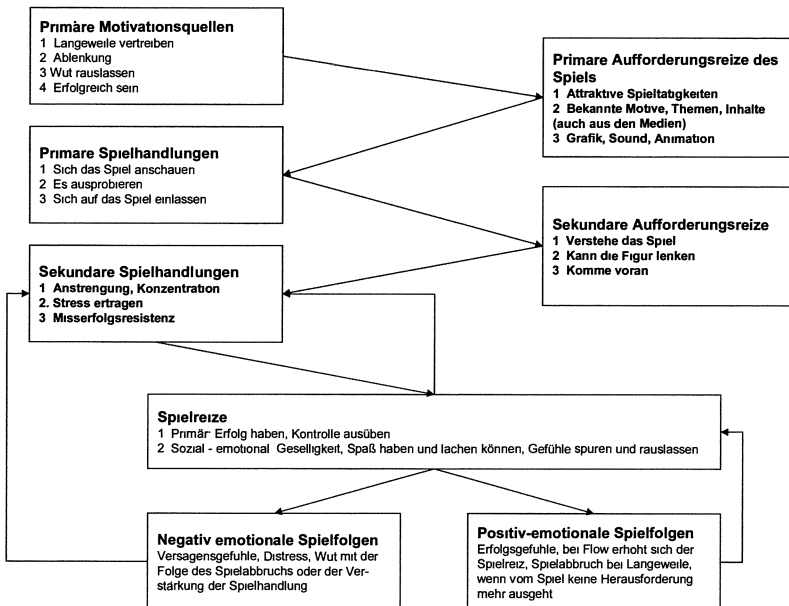 Primäre Motivationsquellen
1 Langeweile vertreiben
2 Ablenkung
3 Wut rauslassen
4 Erfolgreich sein
Primare Aufforderungsreize des
Spiels
1 Attraktive Spieltatigkeiten
2 Bekannte Motive, Themen, Inhalte
(auch aus den Medien)
3 Grafik, Sound, Animation
Primare Spielhandlungen
1 Sich das Spiel anschauen
2 Es ausprobieren
3 Sich auf das Spiel einlassen
Sekundare Aufforderungsreize
1 Verstehe das Spiel
2 Kann die Figur lenken
3 Komme voran
Sekundare Spielhandlungen
1 Anstrengung, Konzentration
2. Stress ertragen
3 Misserfolgsresistenz
Spielreize
1 Primär Erfolg haben, Kontrolle ausüben
2 Sozial - emotional Geselligkeit, Spaß haben und lachen können, Gefühle spuren und rauslassen
Negativ emotionale Spielfolgen
Versagensgefuhle, Distress, Wut mit der
Folge des Spielabbruchs oder der Ver-
stärkung der Spielhandlung
Positiv-emotionale Spielfolgen
Erfolgsgefuhle, bei Flow erhoht sich der
Spielreiz, Spielabbruch bei Langeweile,
wenn vom Spiel keine Herausforderung
mehr ausgeht